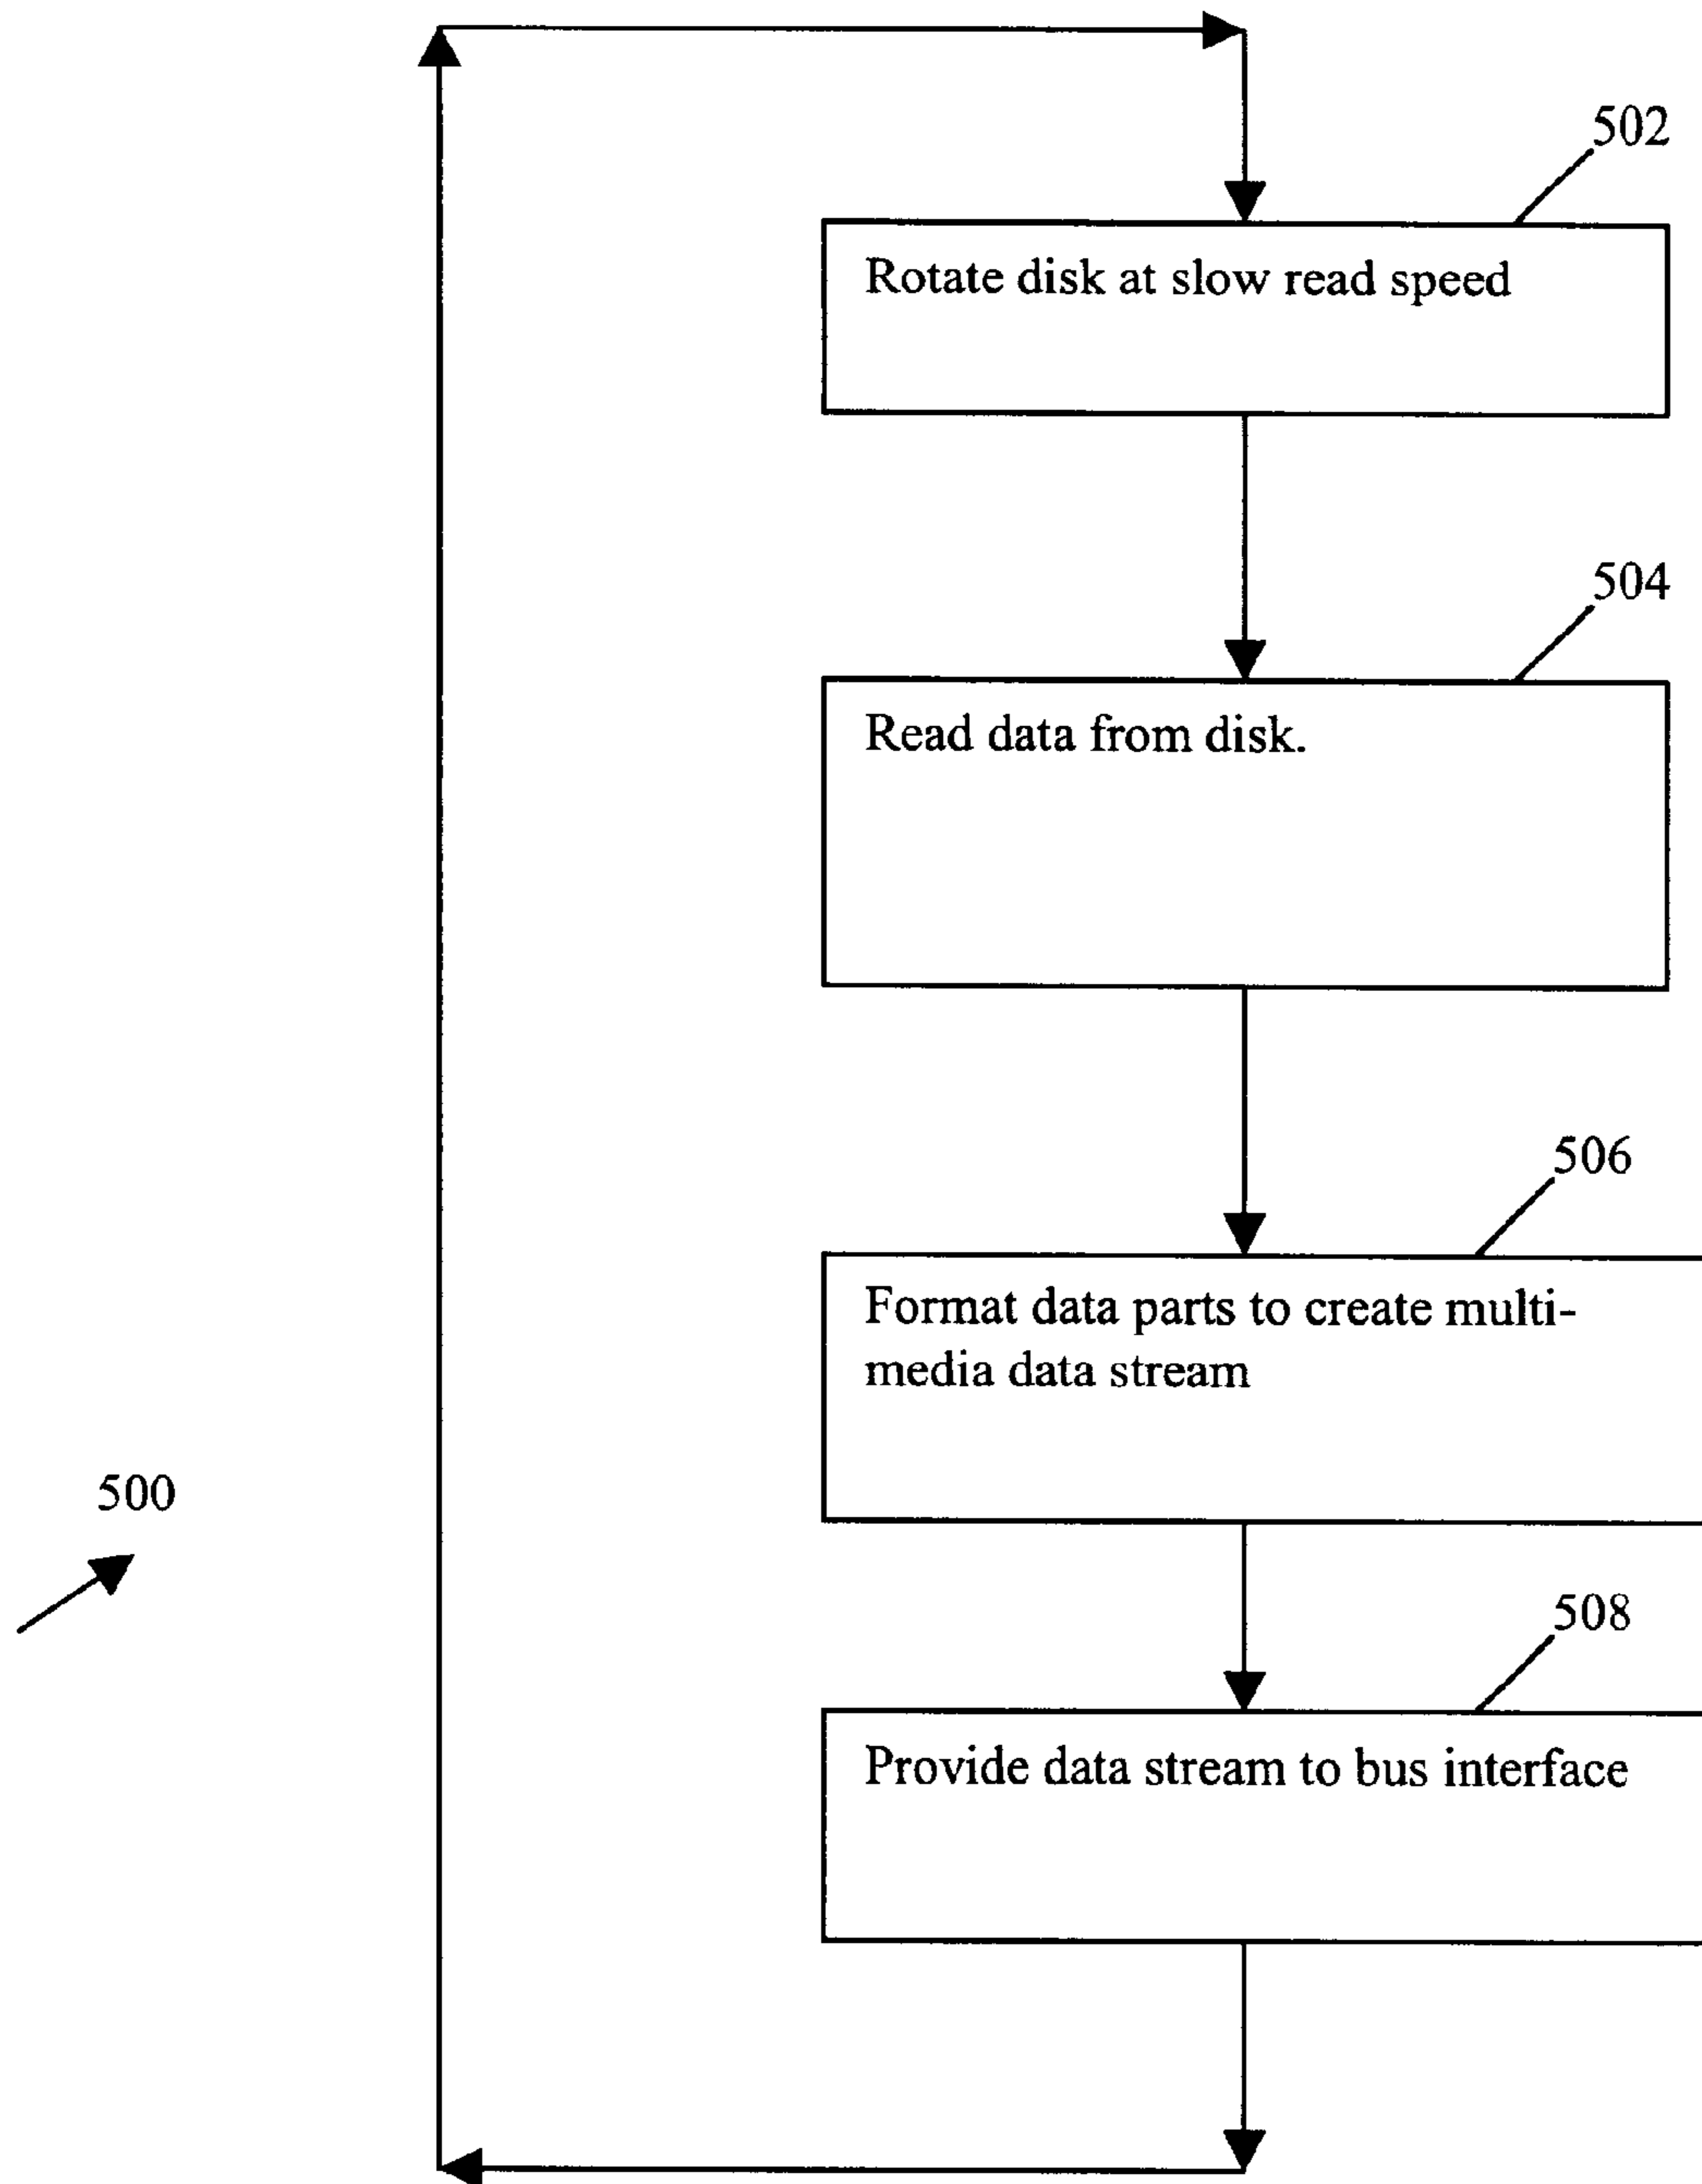 502
Rotate disk at slow read speed
504
Read data from disk.
506
Format data parts to create multi-
media data stream
500
508
Provide data stream to bus interface